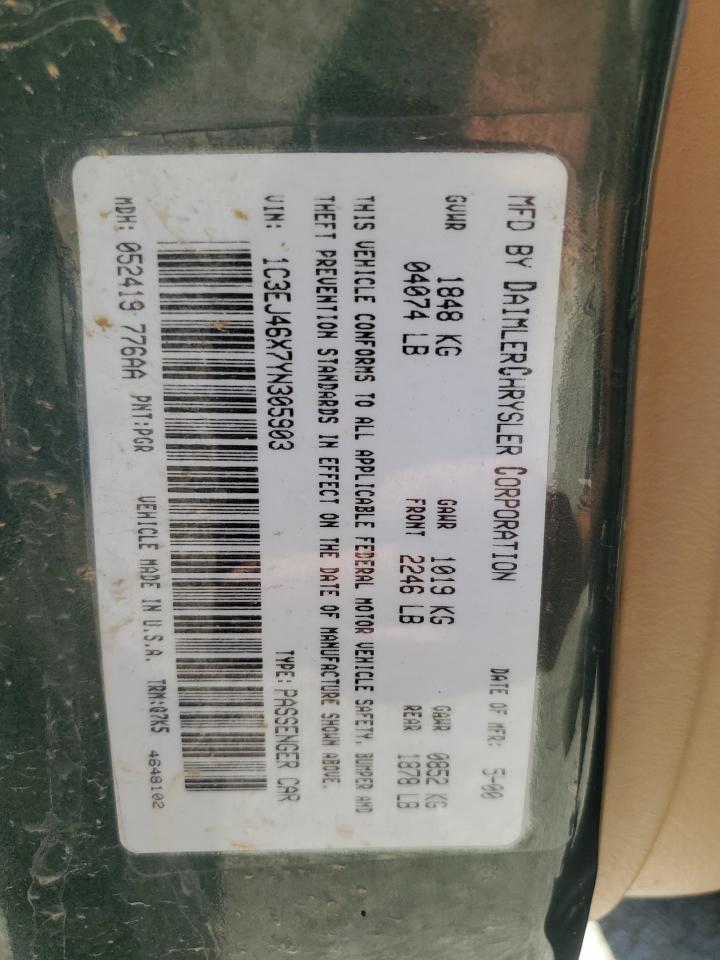 MFD BY DAIMLERCHRYSLER CORPORATION DATE OF MFR: 5-00
GVWR 1848 KG GAWR 1019 KG GAWR 0852 KG
04074 LB FRONT 2246 LB REAR 1878 LB
THIS VEHICLE CONFORMS TO ALL APPLICABLE FEDERAL MOTOR VEHICLE SAFETY, BUMPER AND
THEFT PREVENTION STANDARDS IN EFFECT ON THE DATE OF MANUFACTURE SHOWN ABOVE.
VIN: 1C3EJ46X7YN305903 TYPE: PASSENGER CAR
MDH: 052419 776AA PNT:PGR VEHICLE MADE IN U.S.A. TRM:Q7K5 4648102